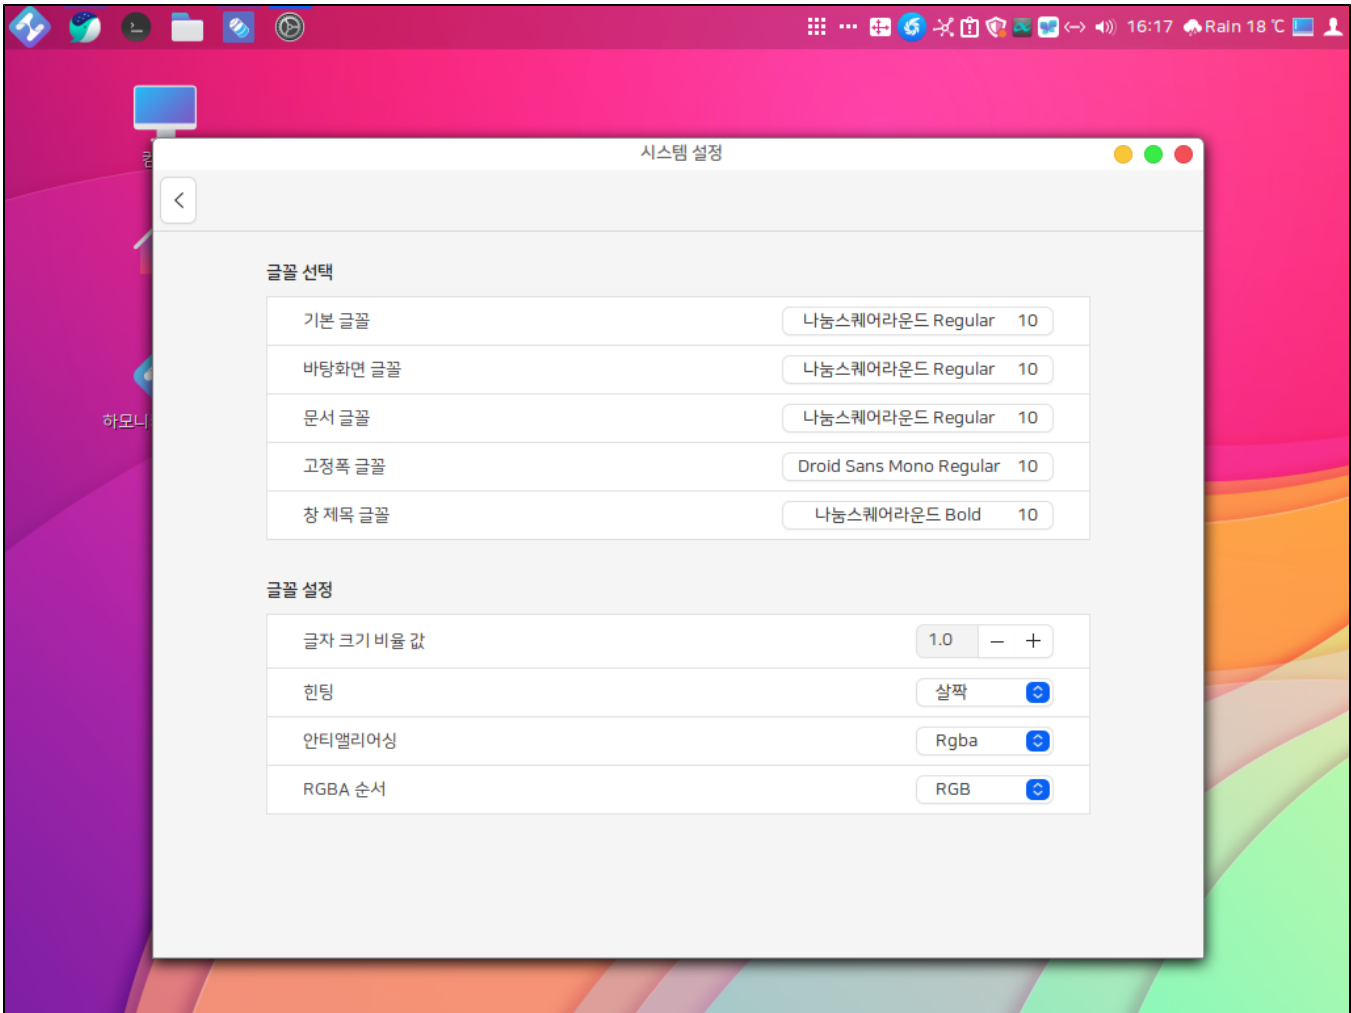 16:17 Rain 18 ℃
시스템 설정
하모니
글꼴 선택
기본 글꼴 나눔스퀘어라운드 Regular 10
바탕화면 글꼴 나눔스퀘어라운드 Regular 10
문서 글꼴 나눔스퀘어라운드 Regular 10
고정폭 글꼴 Droid Sans Mono Regular 10
창 제목 글꼴 나눔스퀘어라운드 Bold 10
글꼴 설정
글자 크기 비율 값 1.0
힌팅 살짝
안티앨리어싱 Rgba
RGBA 순서 RGB